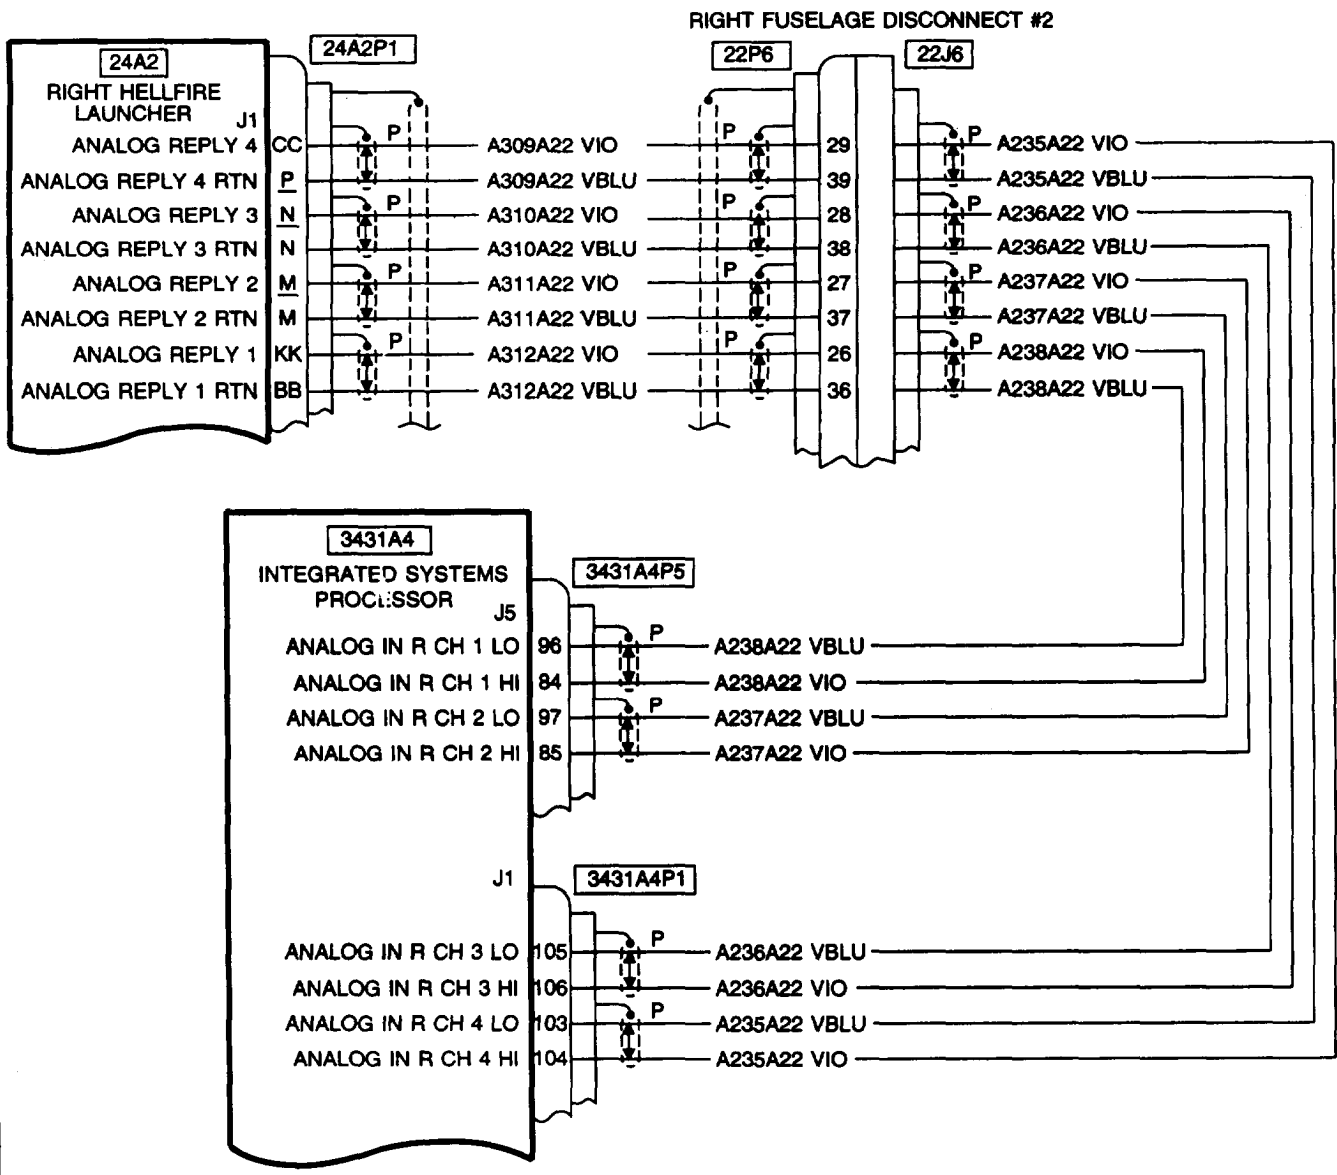 RIGHT FUSELAGE DISCONNECT #2
24A2 24A2P1 22P6 22J6
RIGHT HELLFIRE
LAUNCHER
J1
ANALOG REPLY 4 CC P A309A22 VIO P 29 P A235A22 VIO
ANALOG REPLY 4 RTN P A309A22 VBLU 39 A235A22 VBLU
ANALOG REPLY 3 N P A310A22 VIO P 28 P A236A22 VIO
ANALOG REPLY 3 RTN N A310A22 VBLU 38 A236A22 VBLU
ANALOG REPLY 2 M P A311A22 VIO P 27 P A237A22 VIO
ANALOG REPLY 2 RTN M A311A22 VBLU 37 A237A22 VBLU
ANALOG REPLY 1 KK P A312A22 VIO P 26 P A238A22 VIO
ANALOG REPLY 1 RTN BB A312A22 VBLU 36 A238A22 VBLU
3431A4
INTEGRATED SYSTEMS
PROCESSOR
3431A4P5
J5
ANALOG IN R CH 1 LO 96 P A238A22 VBLU
ANALOG IN R CH 1 HI 84 A238A22 VIO
ANALOG IN R CH 2 LO 97 P A237A22 VBLU
ANALOG IN R CH 2 HI 85 A237A22 VIO
J1 3431A4P1
ANALOG IN R CH 3 LO 105 P A236A22 VBLU
ANALOG IN R CH 3 HI 106 A236A22 VIO
ANALOG IN R CH 4 LO 103 P A235A22 VBLU
ANALOG IN R CH 4 HI 104 A235A22 VIO